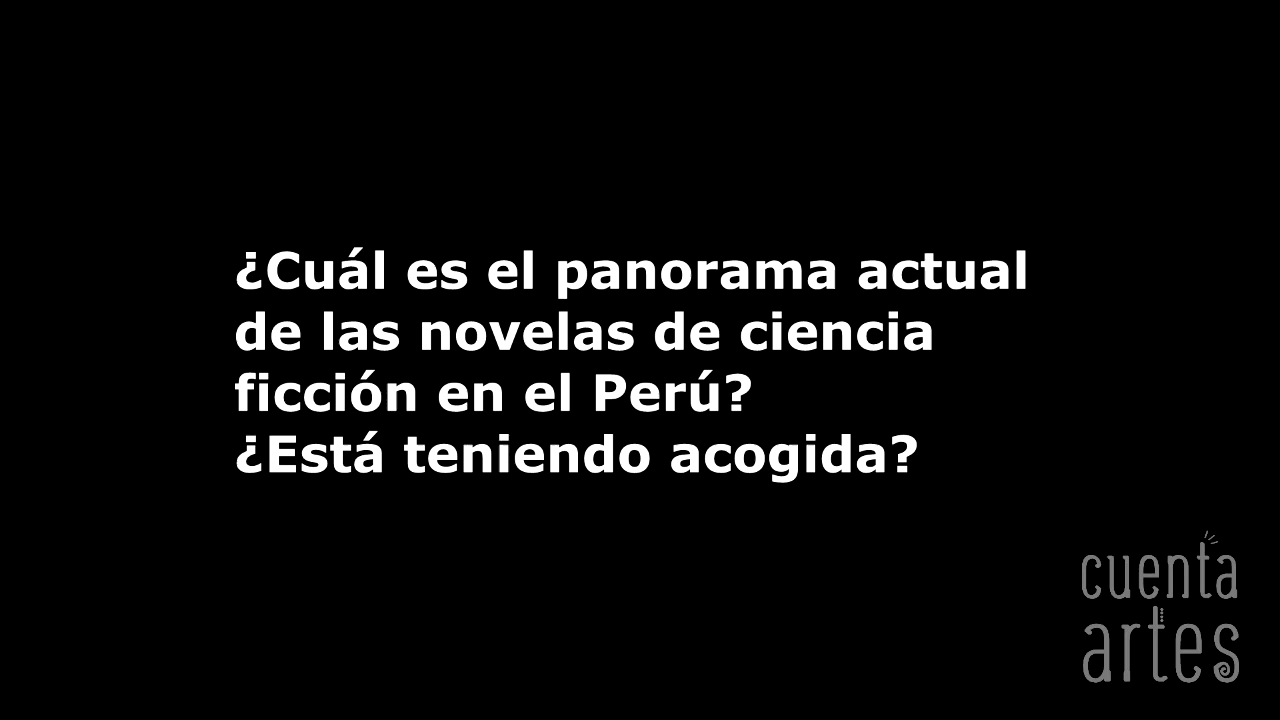 ¿Cuál es el panorama actual
de las novelas de ciencia
ficción en el Perú?
¿Está teniendo acogida?
cuenta
artes